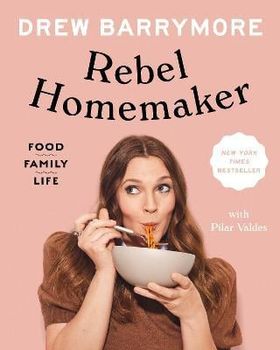 DREW BARRYMORE
Rebel
Homemaker
FOOD
FAMILY
LIFE
NEW YORK
TIMES
BESTSELLER
with
Pilar Valdes